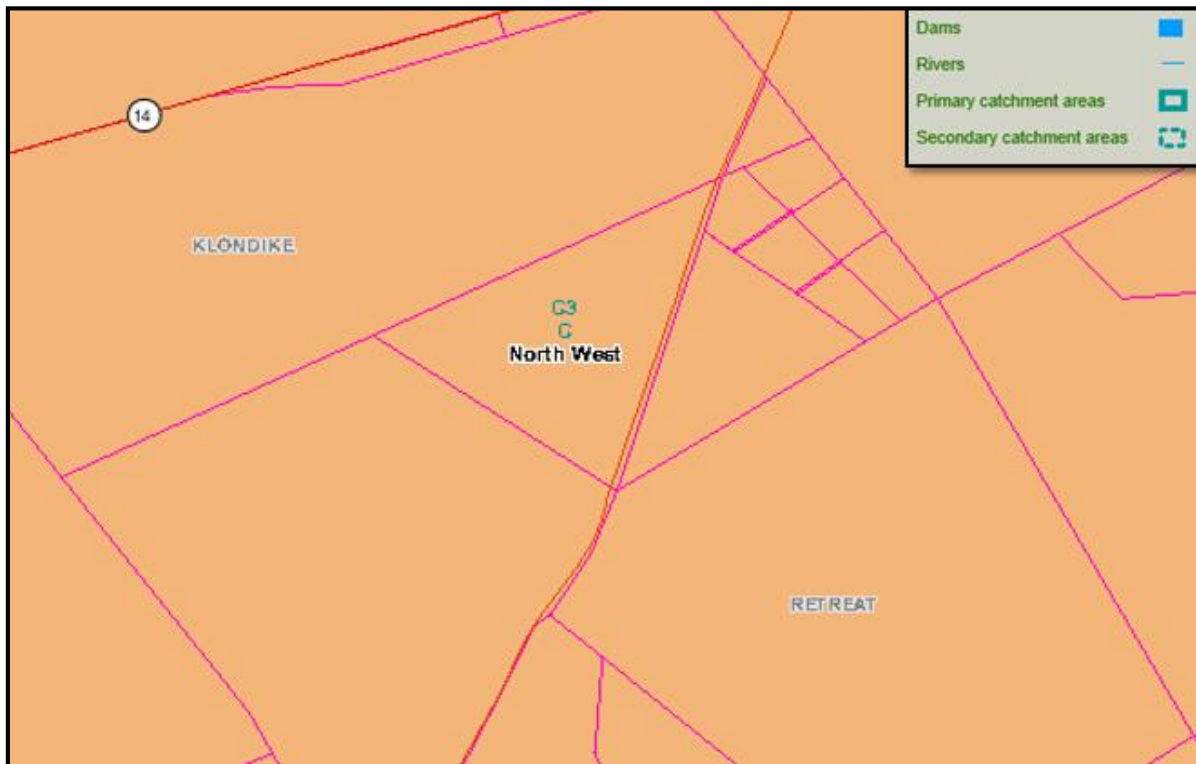 Dams
Rivers
Primary catchment areas
Secondary catchment areas
14
KLONDIKE
C3
C
North West
RETREAT